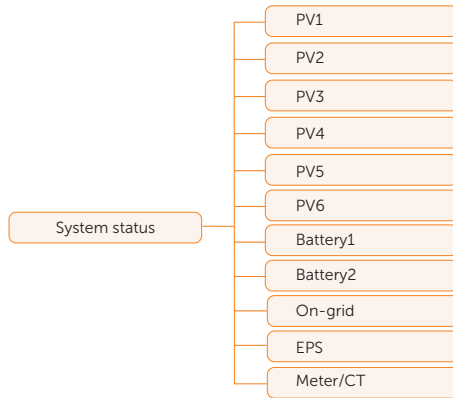 PV1
PV2
PV3
PV4
PV5
PV6
System status
Battery1
Battery2
On-grid
EPS
Meter/CT